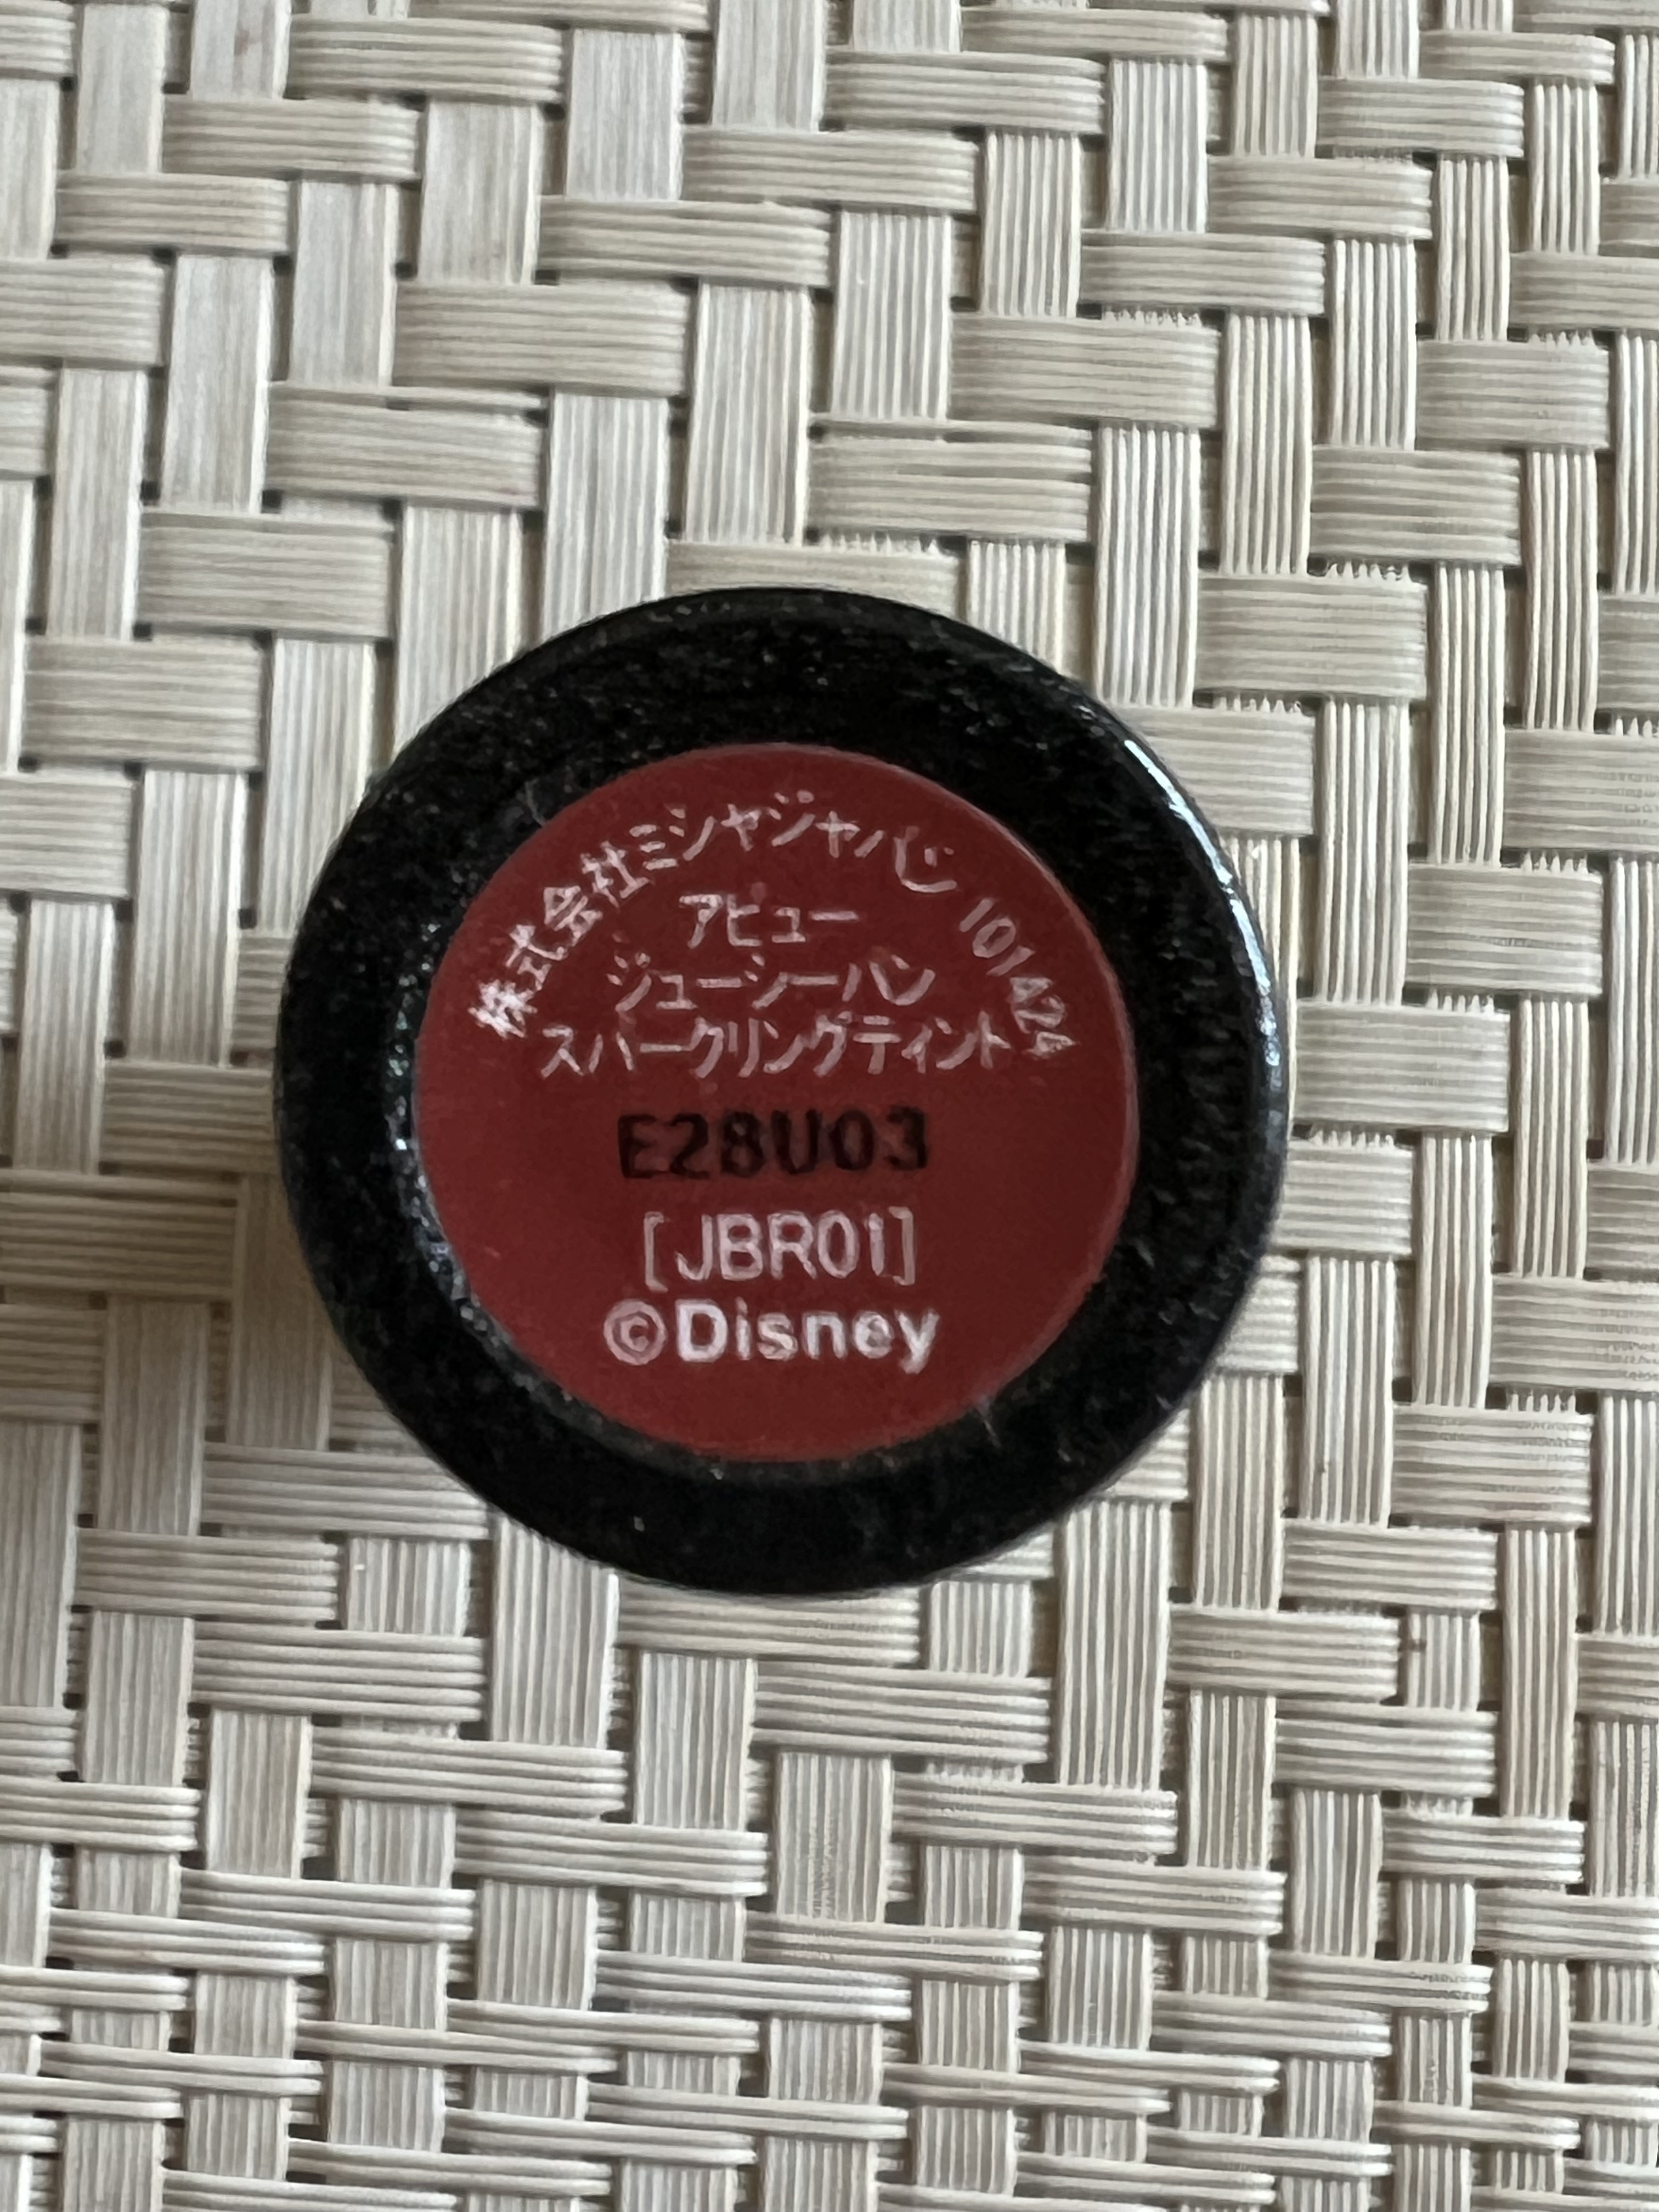 株式会社ミシャジャパン 101424
アピュー
ジューシーパン
スパークリングティント
E28U03
[JBR01]
©Disney